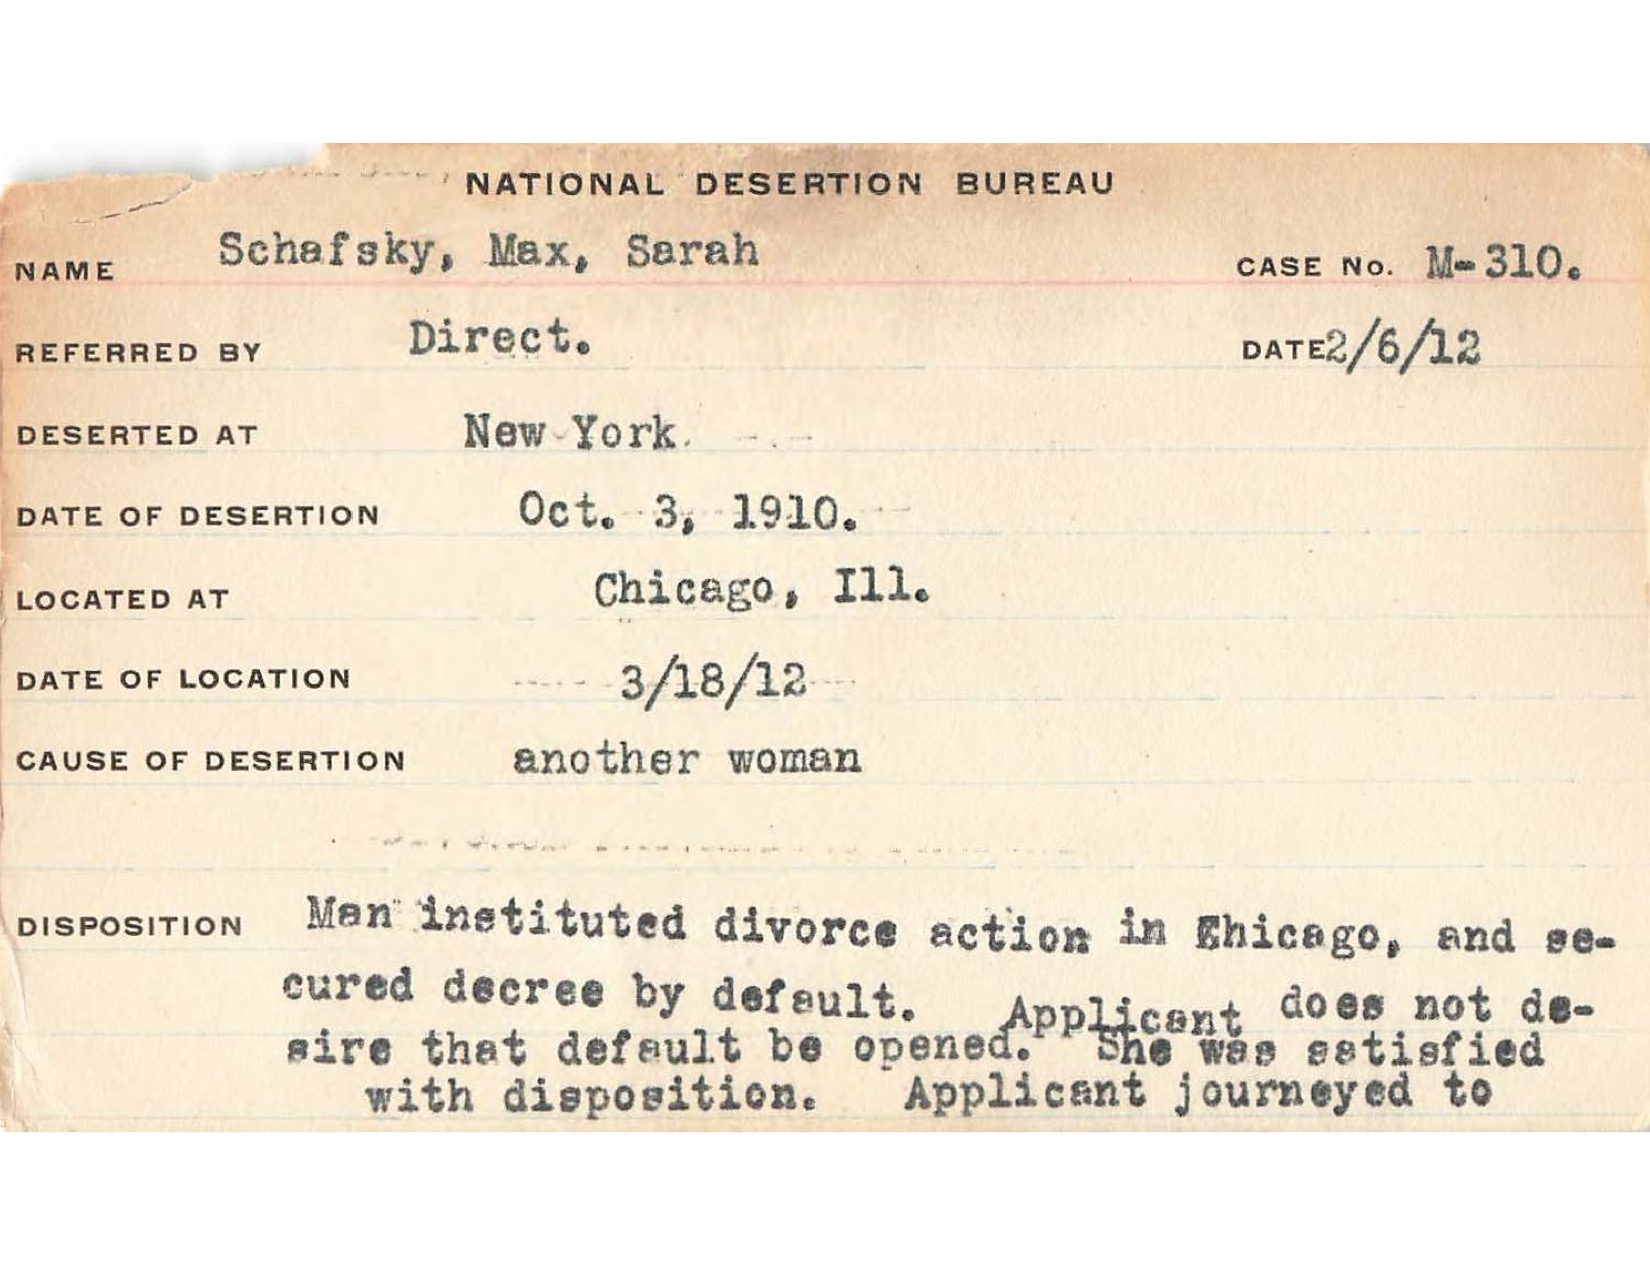 NATIONAL DESERTION BUREAU
NAME Schafsky, Max, Sarah CASE No. M-310.
REFERRED BY Direct. DATE 2/6/12
DESERTED AT New York.
DATE OF DESERTION Oct. 3, 1910.
LOCATED AT Chicago, Ill.
DATE OF LOCATION 3/18/12
CAUSE OF DESERTION another woman
DISPOSITION Man instituted divorce action in Chicago, and se-
cured decree by default. Applicant does not de-
sire that default be opened. She was satisfied
with disposition. Applicant journeyed to